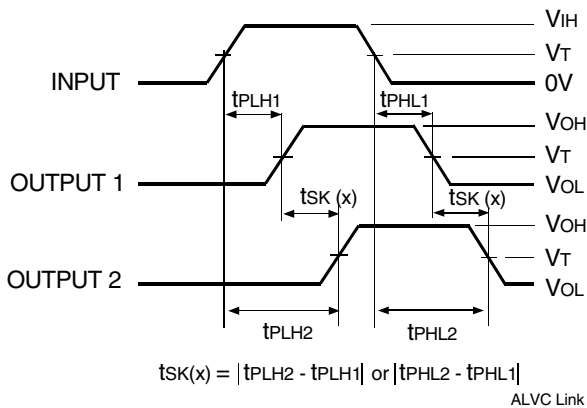 VIH
VT
INPUT
0V
tPLH1
tPHL1
VOH
VT
OUTPUT 1
VOL
tSK (x)
tSK (x)
VOH
VT
OUTPUT 2
VOL
tPLH2
tPHL2
tSK(x) = |tPLH2 - tPLH1| or |tPHL2 - tPHL1|
ALVC Link